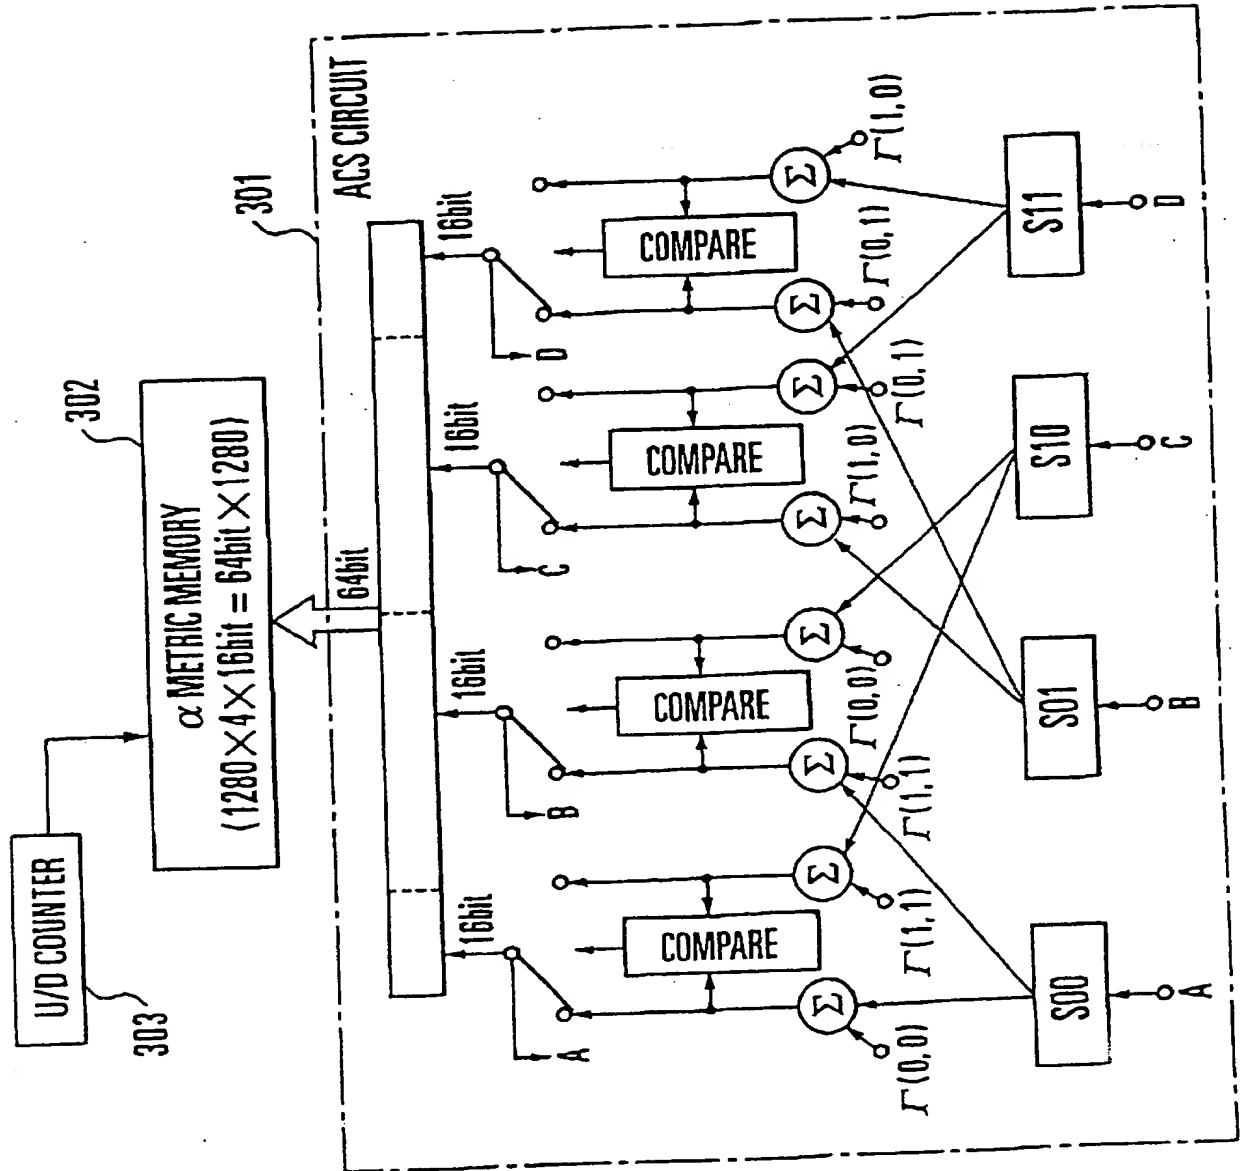 U/D COUNTER
303
302
α METRIC MEMORY
(1280×4×16bit = 64bit×1280)
301
ACS CIRCUIT
64bit
16bit
16bit
16bit
16bit
A
B
C
D
COMPARE
COMPARE
COMPARE
COMPARE
Σ
Σ
Σ
Σ
Σ
Σ
Σ
Σ
Γ(0,0)
Γ(1,1)
Γ(1,1)
Γ(0,0)
Γ(1,0)
Γ(0,1)
Γ(0,1)
Γ(1,0)
S00
S01
S10
S11
A
B
C
D